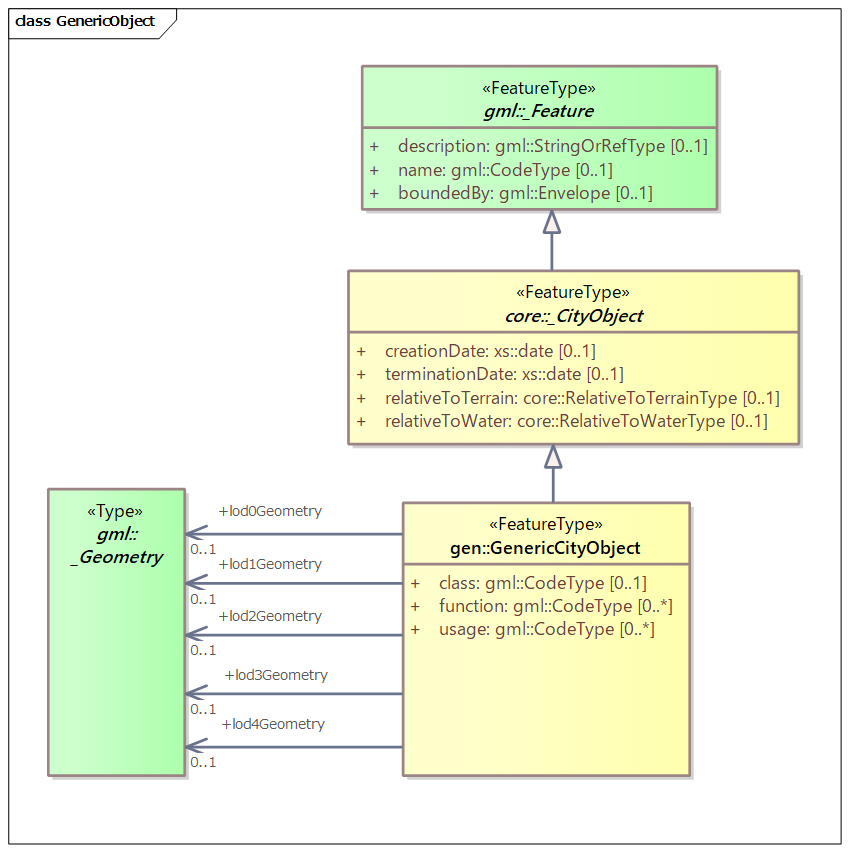 class GenericObject
«FeatureType»
gml::_Feature
+ description: gml::StringOrRefType [0..1]
+ name: gml::CodeType [0..1]
+ boundedBy: gml::Envelope [0..1]
«FeatureType»
core::_CityObject
+ creationDate: xs::date [0..1]
+ terminationDate: xs::date [0..1]
+ relativeToTerrain: core::RelativeToTerrainType [0..1]
+ relativeToWater: core::RelativeToWaterType [0..1]
«Type»
gml::
_Geometry
+lod0Geometry
0..1
+lod1Geometry
0..1
+lod2Geometry
0..1
+lod3Geometry
0..1
+lod4Geometry
0..1
«FeatureType»
gen::GenericCityObject
+ class: gml::CodeType [0..1]
+ function: gml::CodeType [0..*]
+ usage: gml::CodeType [0..*]